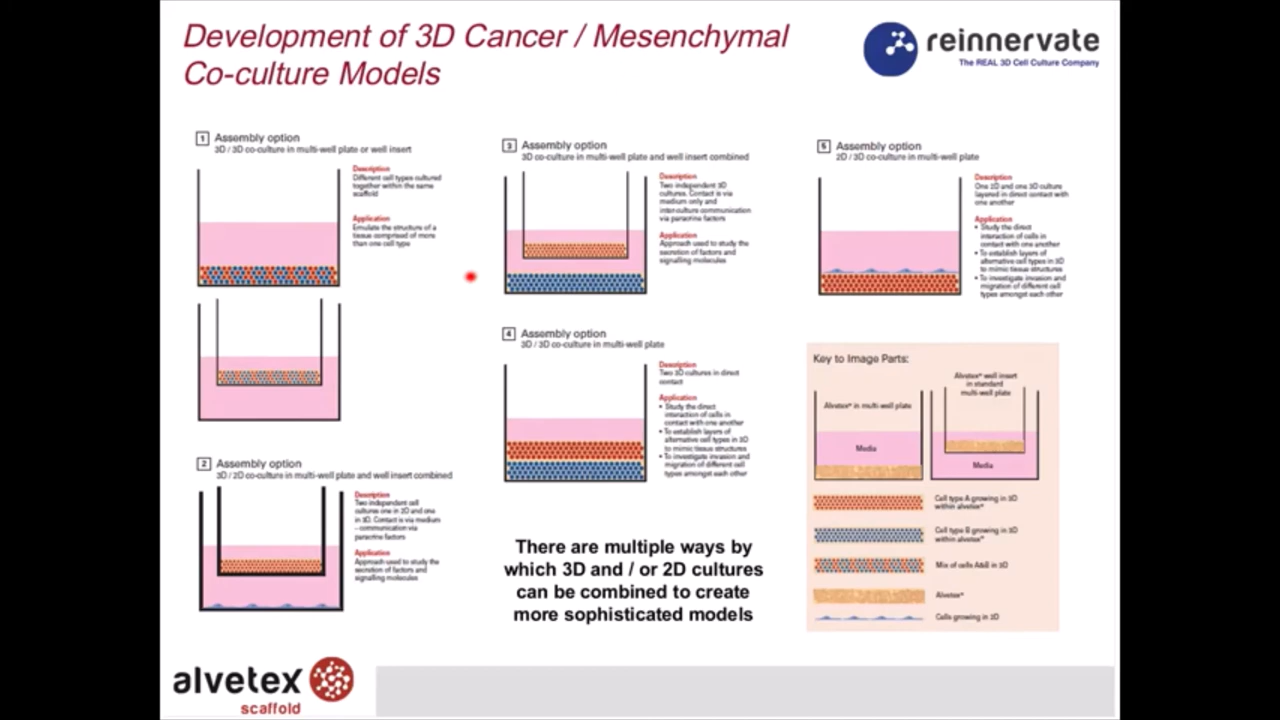 Development of 3D Cancer / Mesenchymal
Co-culture Models
reinnervate
The REAL 3D Cell Culture Company
1 Assembly option
3D / 3D co-culture in multi-well plate or well insert
Description
Different cell types cultured
together within the same
scaffold
Application
Emulate the structure of a
tissue comprised of more
than one cell type
2 Assembly option
3D / 2D co-culture in multi-well plate and well insert combined
Description
Two independent cell
cultures one in 2D and one
in 3D. Contact is via medium
– communication via
paracrine factors
Application
Approach used to study the
secretion of factors and
signalling molecules
3 Assembly option
3D co-culture in multi-well plate and well insert combined
Description
Two independent 3D
cultures. Contact is via
medium only and
inter-culture communication
via paracrine factors
Application
Approach used to study the
secretion of factors and
signalling molecules
4 Assembly option
3D / 3D co-culture in multi-well plate
Description
Two 3D cultures in direct
contact
Application
• Study the direct
interaction of cells in
contact with one another
• To establish layers of
alternative cell types in 3D
to mimic tissue structures
• To investigate invasion and
migration of different cell
types amongst each other
There are multiple ways by
which 3D and / or 2D cultures
can be combined to create
more sophisticated models
5 Assembly option
2D / 3D co-culture in multi-well plate
Description
One 2D and one 3D culture
layered in direct contact with
one another
Application
• Study the direct
interaction of cells in
contact with one another
• To establish layers of
alternative cell types in 3D
to mimic tissue structures
• To investigate invasion and
migration of different cell
types amongst each other
Key to Image Parts:
Alvetex® in multi-well plate
Media
Alvetex® well insert
in standard
multi-well plate
Media
Cell type A growing in 3D
within alvetex®
Cell type B growing in 3D
within alvetex®
Mix of cells A&B in 3D
Alvetex®
Cells growing in 2D
alvetex
scaffold